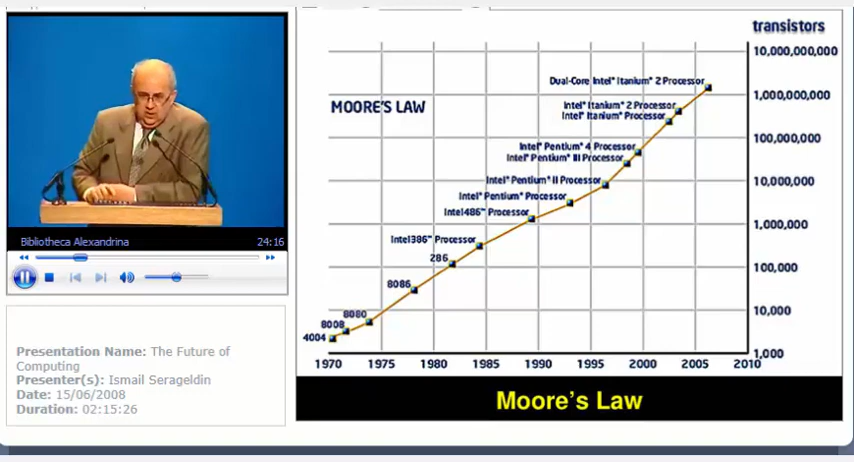 Bibliotheca Alexandrina 24:16
Presentation Name: The Future of
Computing
Presenter(s): Ismail Serageldin
Date: 15/06/2008
Duration: 02:15:26
transistors
10,000,000,000
1,000,000,000
100,000,000
10,000,000
1,000,000
100,000
10,000
1,000
MOORE'S LAW
Dual-Core Intel® Itanium® 2 Processor
Intel® Itanium® 2 Processor
Intel® Itanium® Processor
Intel® Pentium® 4 Processor
Intel® Pentium® III Processor
Intel® Pentium® II Processor
Intel® Pentium® Processor
Intel486™ Processor
Intel386™ Processor
286
8086
8080
8008
4004
1970 1975 1980 1985 1990 1995 2000 2005 2010
Moore's Law